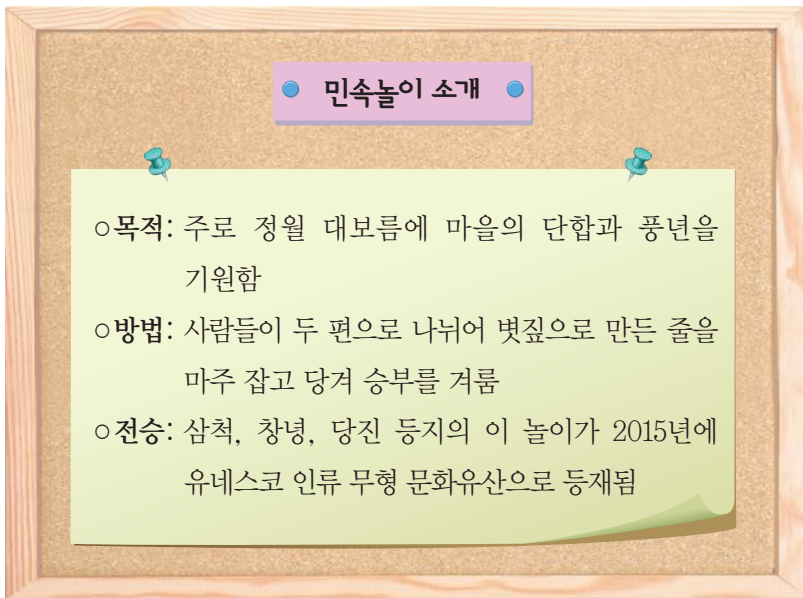 민속놀이 소개
○목적: 주로 정월 대보름에 마을의 단합과 풍년을
기원함
○방법: 사람들이 두 편으로 나뉘어 볏짚으로 만든 줄을
마주 잡고 당겨 승부를 겨룸
○전승: 삼척, 창녕, 당진 등지의 이 놀이가 2015년에
유네스코 인류 무형 문화유산으로 등재됨